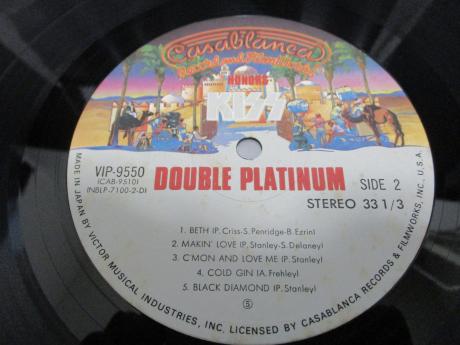 Casablanca
Record and FilmWorks
HONORS
KISS
VIP-9550
(CAB-9510)
(NBLP-7100-2-D)
DOUBLE PLATINUM
SIDE 2
STEREO 33 1/3
1. BETH (P. Criss-S. Penridge-B. Ezrin)
2. MAKIN' LOVE (P. Stanley-S. Delaney)
3. C'MON AND LOVE ME (P. Stanley)
4. COLD GIN (A. Frehley)
5. BLACK DIAMOND (P. Stanley)
Ⓢ
MADE IN JAPAN BY VICTOR MUSICAL INDUSTRIES, INC. LICENSED BY CASABLANCA RECORDS & FILMWORKS, INC., U.S.A.